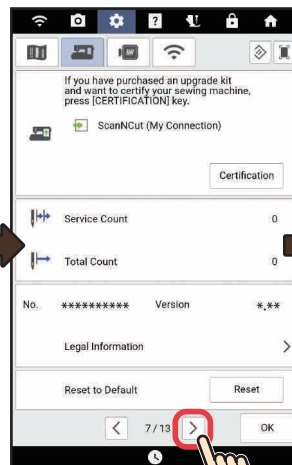 If you have purchased an upgrade kit
and want to certify your sewing machine,
press [CERTIFICATION] key.
ScanNCut (My Connection)
Certification
Service Count 0
Total Count 0
No. ********** Version *.**
Legal Information
Reset to Default Reset
7 / 13 OK